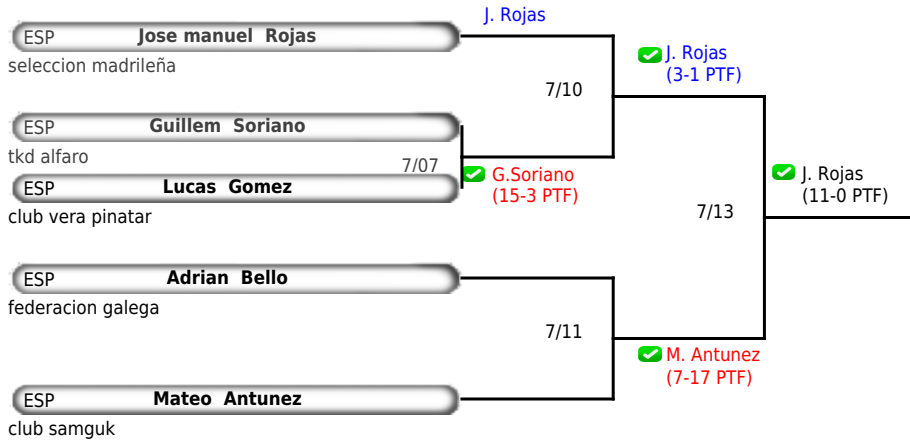 J. Rojas
ESP Jose manuel Rojas
seleccion madrileña
J. Rojas
(3-1 PTF)
7/10
ESP Guillem Soriano
tkd alfaro
7/07
G.Soriano
(15-3 PTF)
ESP Lucas Gomez
club vera pinatar
J. Rojas
(11-0 PTF)
7/13
ESP Adrian Bello
federacion galega
7/11
M. Antunez
(7-17 PTF)
ESP Mateo Antunez
club samguk